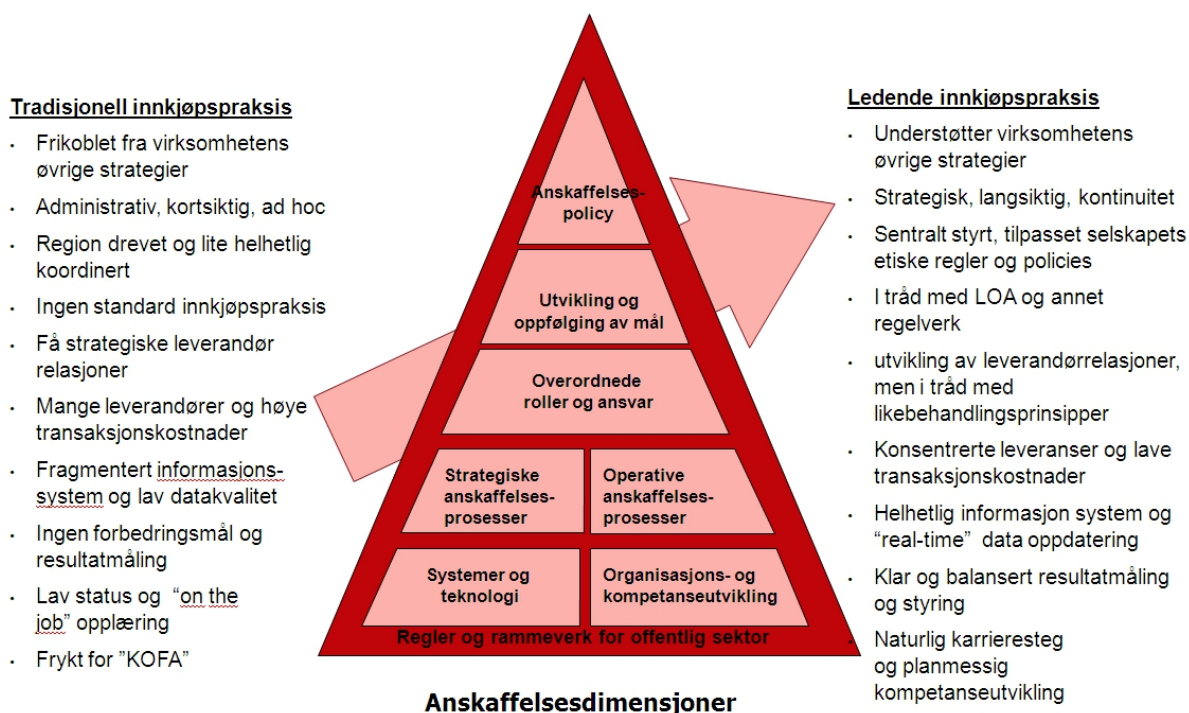 Tradisjonell innkjøpspraksis
· Frikoblet fra virksomhetens
øvrige strategier
· Administrativ, kortsiktig, ad hoc
· Region drevet og lite helhetlig
koordinert
· Ingen standard innkjøpspraksis
· Få strategiske leverandør
relasjoner
· Mange leverandører og høye
transaksjonskostnader
· Fragmentert informasjons-
system og lav datakvalitet
· Ingen forbedringsmål og
resultatmåling
· Lav status og “on the
job” opplæring
· Frykt for ”KOFA”
Anskaffelses-
policy
Utvikling og
oppfølging av mål
Overordnede
roller og ansvar
Strategiske
anskaffelses-
prosesser
Operative
anskaffelses-
prosesser
Systemer og
teknologi
Organisasjons- og
kompetanseutvikling
Regler og rammeverk for offentlig sektor
Anskaffelsesdimensjoner
Ledende innkjøpspraksis
· Understøtter virksomhetens
øvrige strategier
· Strategisk, langsiktig, kontinuitet
· Sentralt styrt, tilpasset selskapets
etiske regler og policies
· I tråd med LOA og annet
regelverk
· utvikling av leverandørrelasjoner,
men i tråd med
likebehandlingsprinsipper
· Konsentrerte leveranser og lave
transaksjonskostnader
· Helhetlig informasjon system og
“real-time” data oppdatering
· Klar og balansert resultatmåling
og styring
· Naturlig karrieresteg
og planmessig
kompetanseutvikling